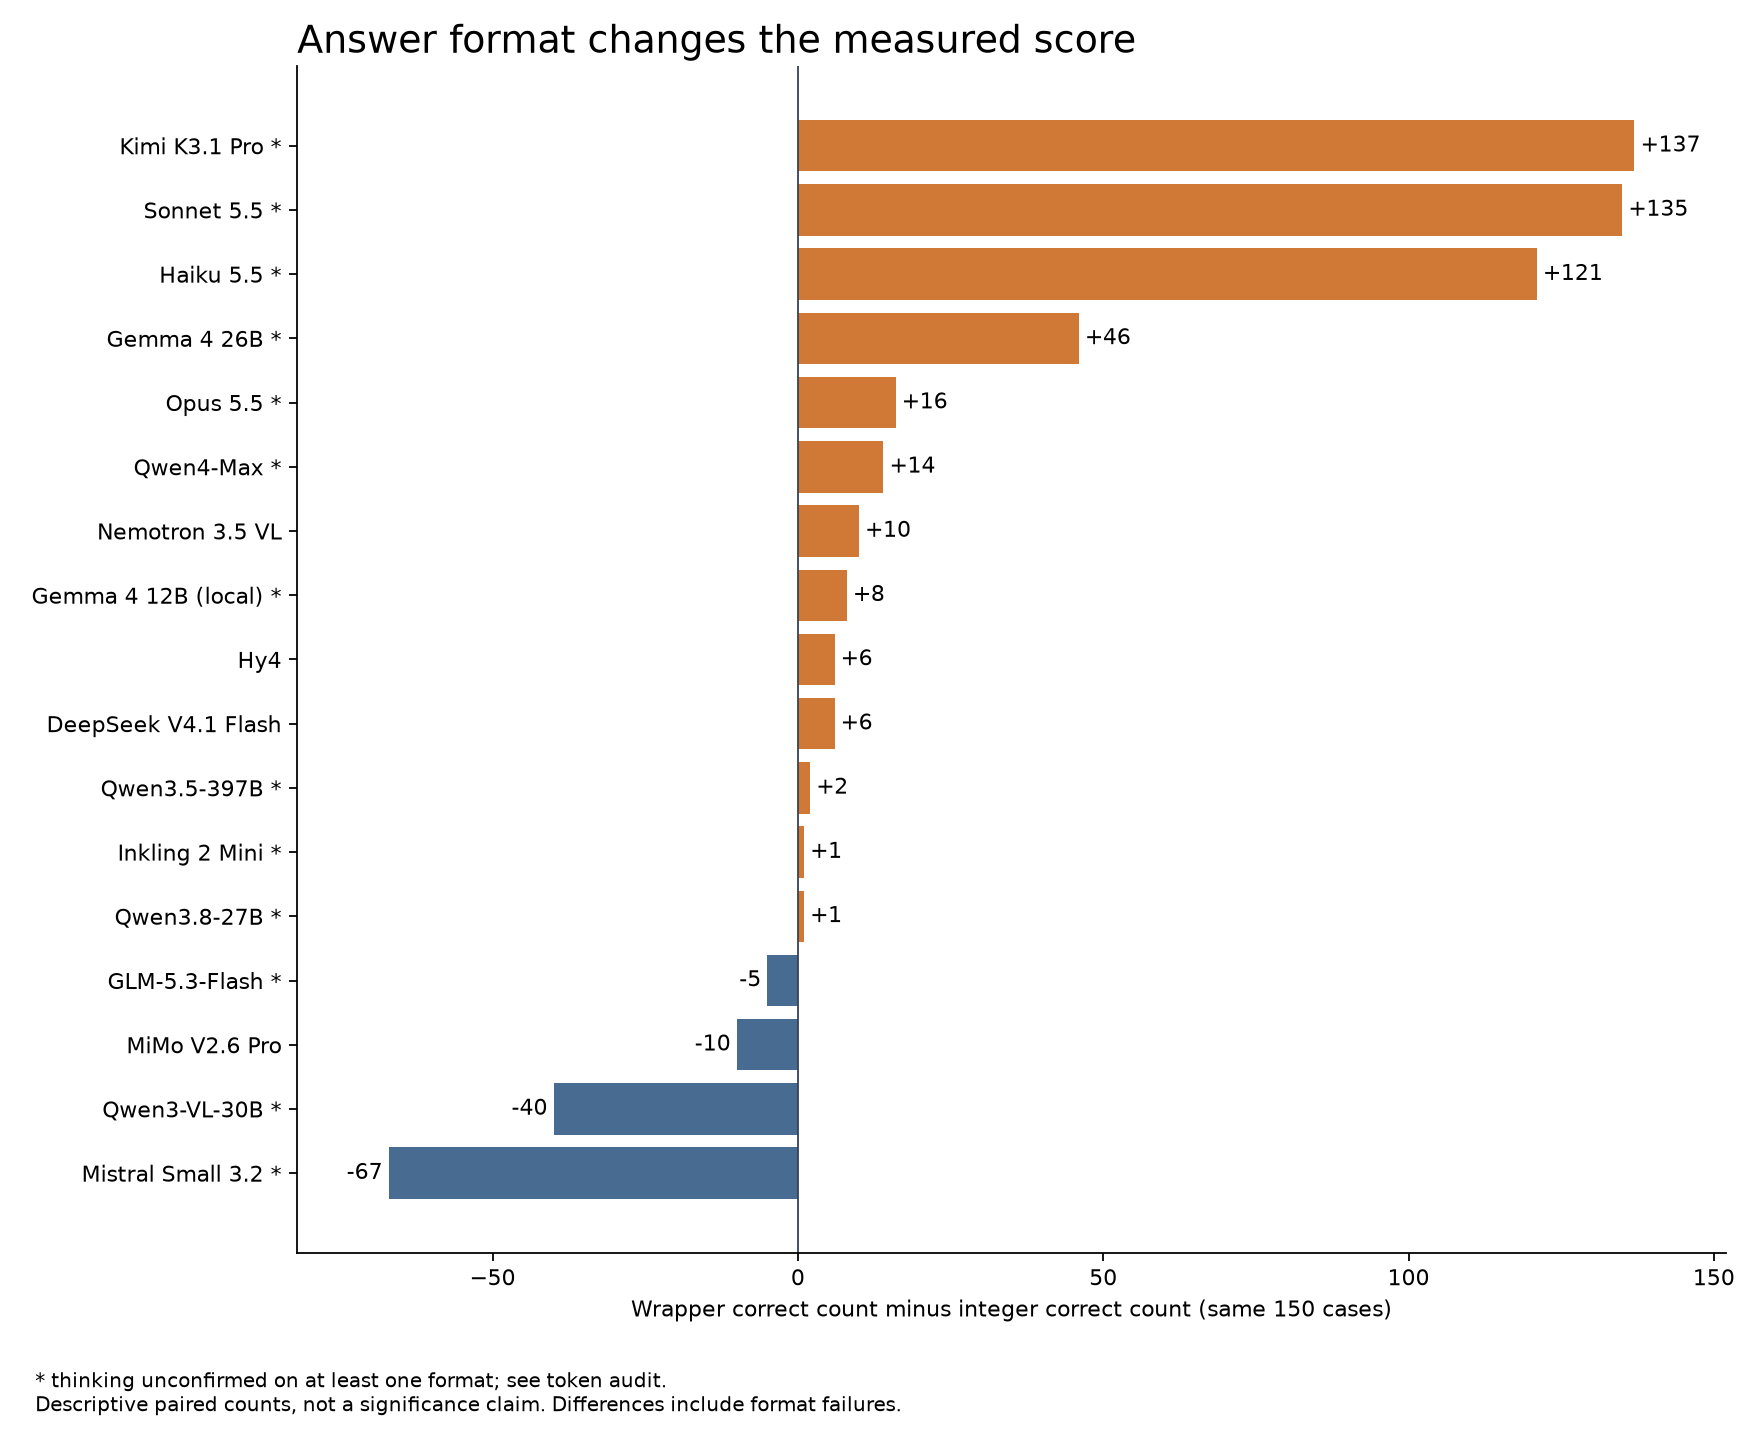 Answer format changes the measured score
Kimi K3.1 Pro * +137
Sonnet 5.5 * +135
Haiku 5.5 * +121
Gemma 4 26B * +46
Opus 5.5 * +16
Qwen4-Max * +14
Nemotron 3.5 VL +10
Gemma 4 12B (local) * +8
Hy4 +6
DeepSeek V4.1 Flash +6
Qwen3.5-397B * +2
Inkling 2 Mini * +1
Qwen3.8-27B * +1
GLM-5.3-Flash * -5
MiMo V2.6 Pro -10
Qwen3-VL-30B * -40
Mistral Small 3.2 * -67
−50 0 50 100 150
Wrapper correct count minus integer correct count (same 150 cases)
* thinking unconfirmed on at least one format; see token audit.
Descriptive paired counts, not a significance claim. Differences include format failures.